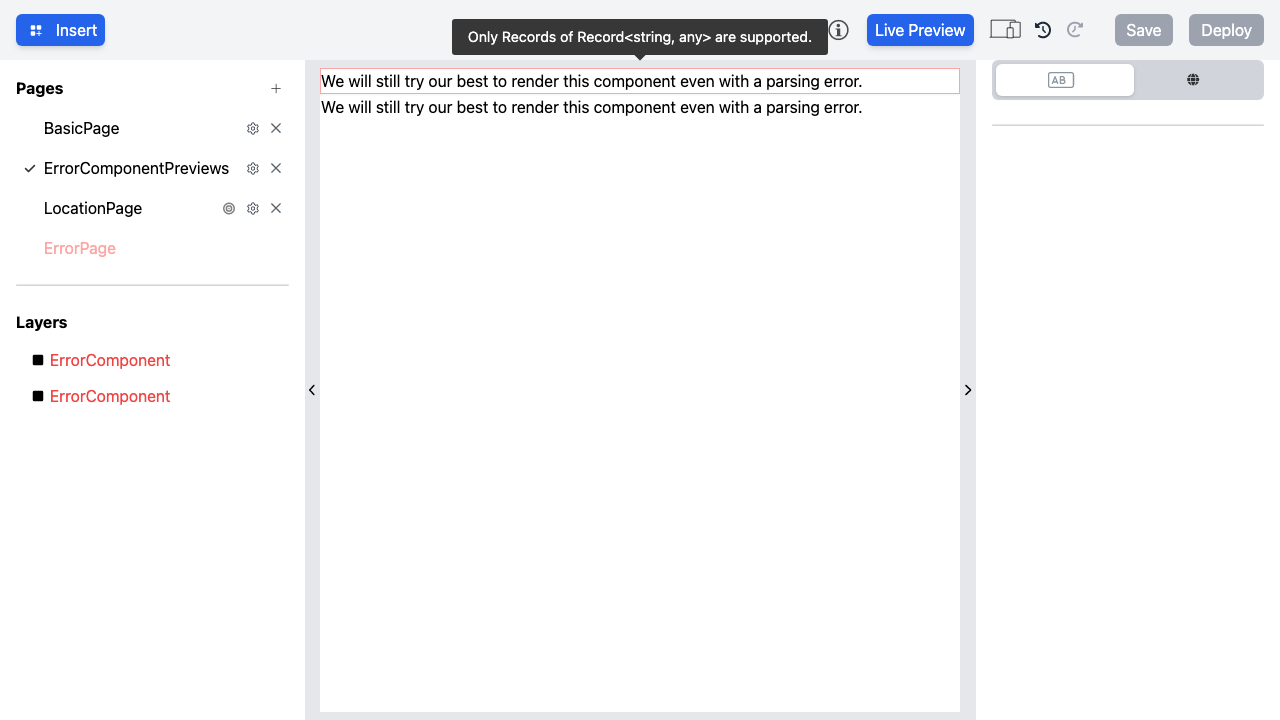 Insert
Only Records of Record<string, any> are supported.
Live Preview
Save
Deploy
Pages
BasicPage
ErrorComponentPreviews
LocationPage
ErrorPage
Layers
ErrorComponent
ErrorComponent
We will still try our best to render this component even with a parsing error.
We will still try our best to render this component even with a parsing error.
AB